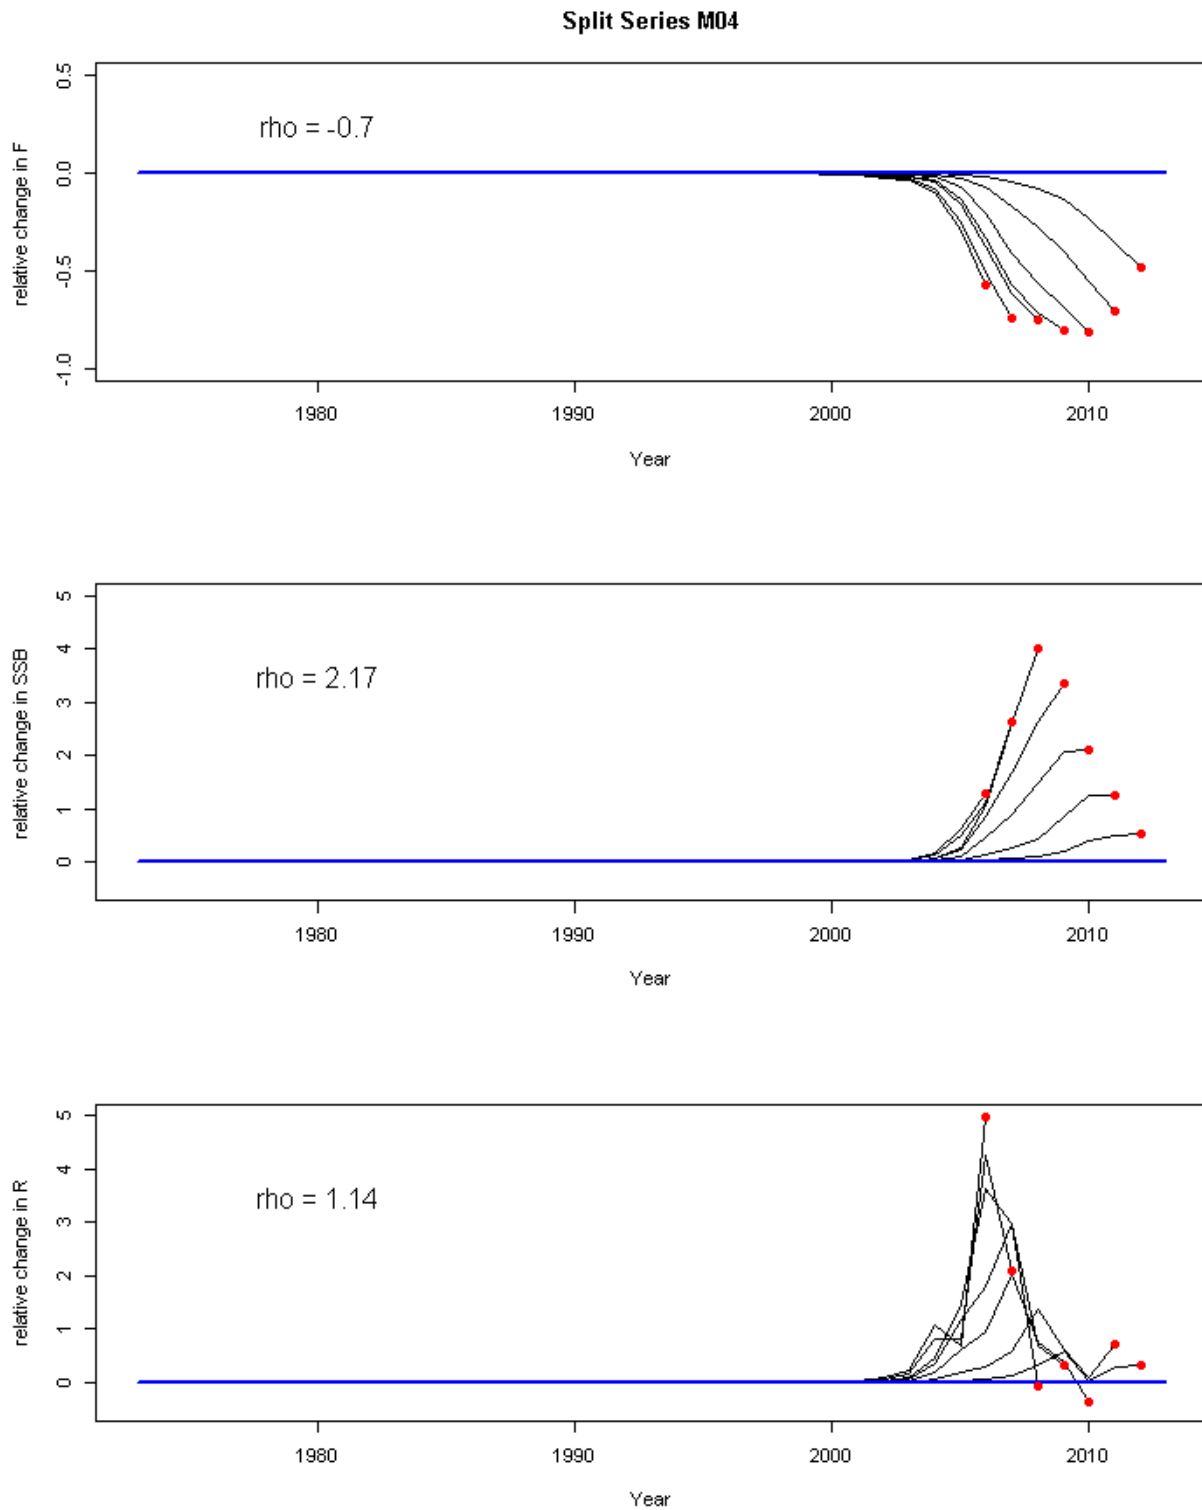 Split Series M04
relative change in F
0.5
0.0
-0.5
-1.0
rho = -0.7
1980 1990 2000 2010
Year
relative change in SSB
5
4
3
2
1
0
rho = 2.17
1980 1990 2000 2010
Year
relative change in R
5
4
3
2
1
0
rho = 1.14
1980 1990 2000 2010
Year